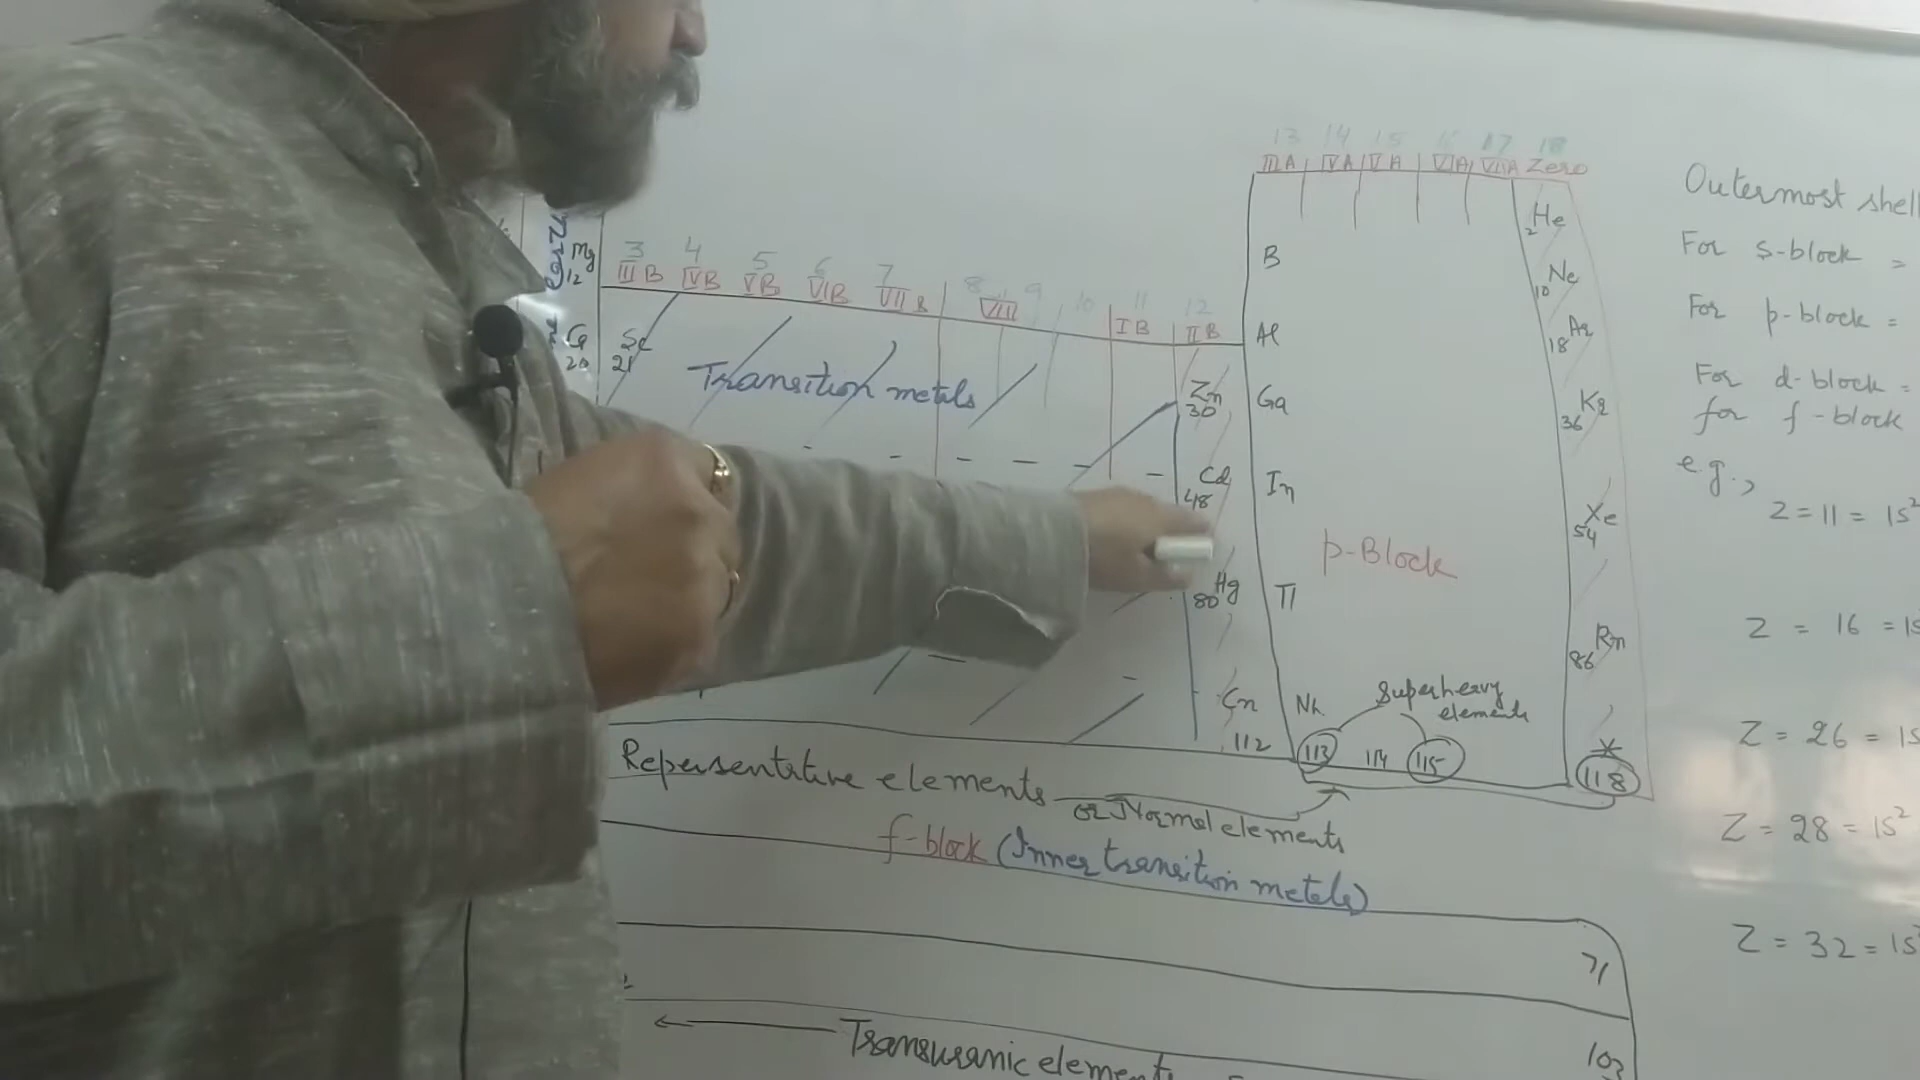 13 14 15 16 17 18
III A IV A V A VI A VII A Zero
3 4 5 6 7 8 9 10 11 12
III B IV B V B VI B VII B VIII I B II B
Mg
12
Ca
20
Sc
21
Transition metals
Zn
30
Cd
48
Hg
80
Cn
112
B
Al
Ga
In
Tl
Nh
113 114 115
p-Block
Superheavy
elements
He
2
Ne
10
Ar
18
Kr
36
Xe
54
Rn
86
118
Repersentative elements
or Normal elements
f-block (Inner transition metals)
71
103
Transuranic elements
Outermost shell
For s-block =
For p-block =
For d-block =
for f-block
e.g.,
Z = 11 = 1s²
Z = 16 = 1s
Z = 26 = 1s
Z = 28 = 1s²
Z = 32 = 1s²